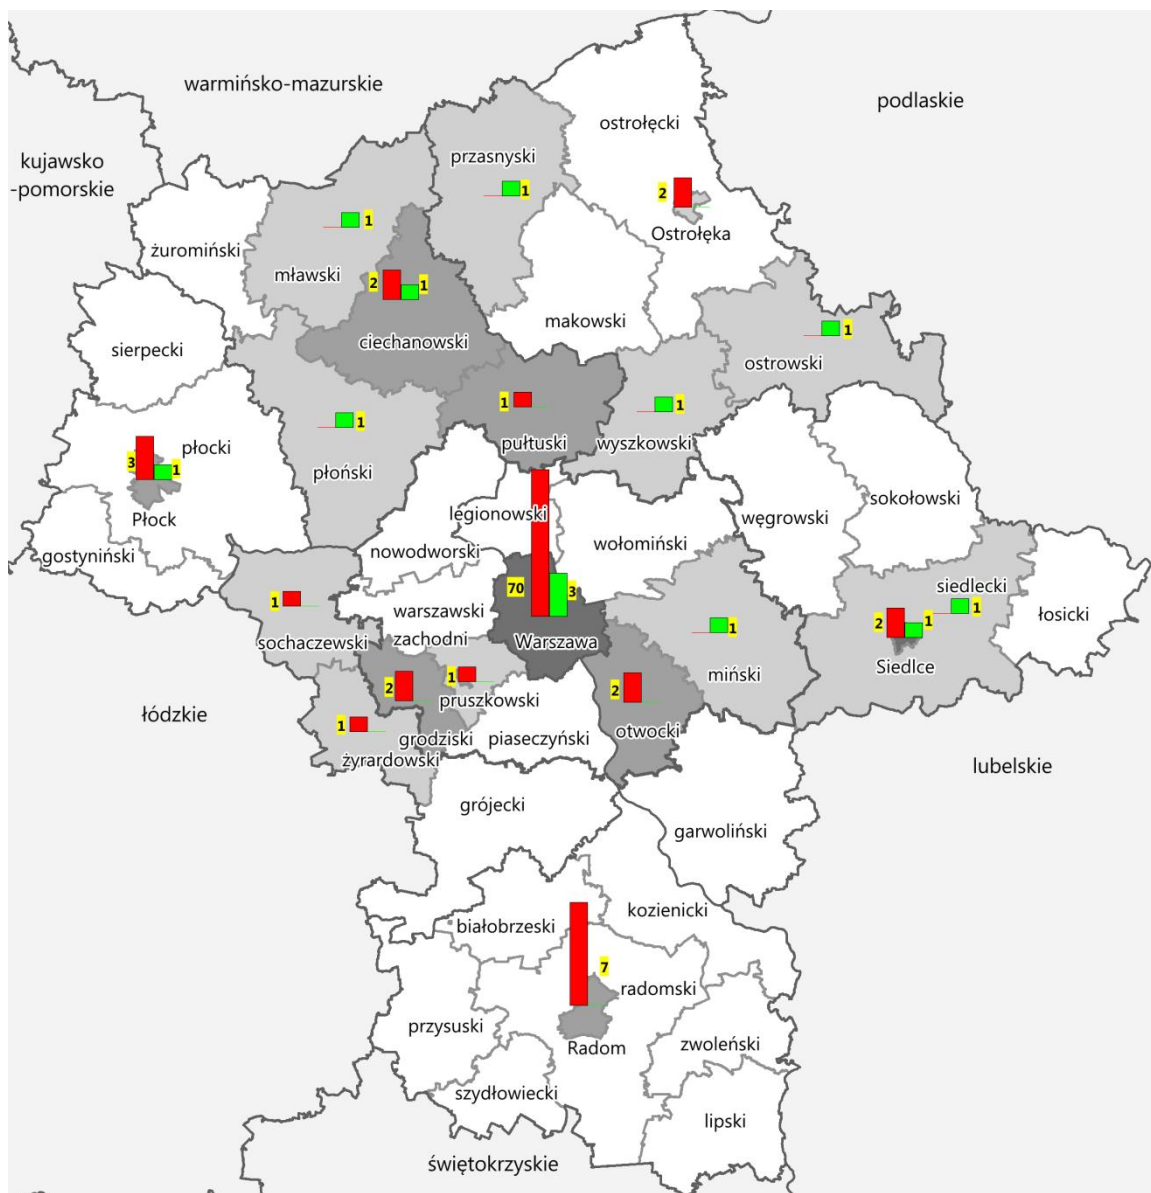 warmińsko-mazurskie
podlaskie
kujawsko
-pomorskie
ostrołęcki
przasnyski
1
2
1
Ostrołęka
żuromiński
mławski
2
1
ciechanowski
makowski
1
ostrowski
sierpecki
1
pułtuski
1
wyszkowski
1
płoński
płocki
3
1
Płock
gostyniński
legionowski
nowodworski
wołomiński
węgrowski
sokołowski
70
3
Warszawa
warszawski
zachodni
1
sochaczewski
1
miński
siedlecki
1
2
1
Siedlce
łosicki
2
1
pruszkowski
2
otwocki
1
grodziski
piaseczyński
żyrardowski
łódzkie
lubelskie
grójecki
garwoliński
białobrzeski
kozienicki
7
radomski
Radom
przysuski
zwoleński
szydłowiecki
lipski
świętokrzyskie